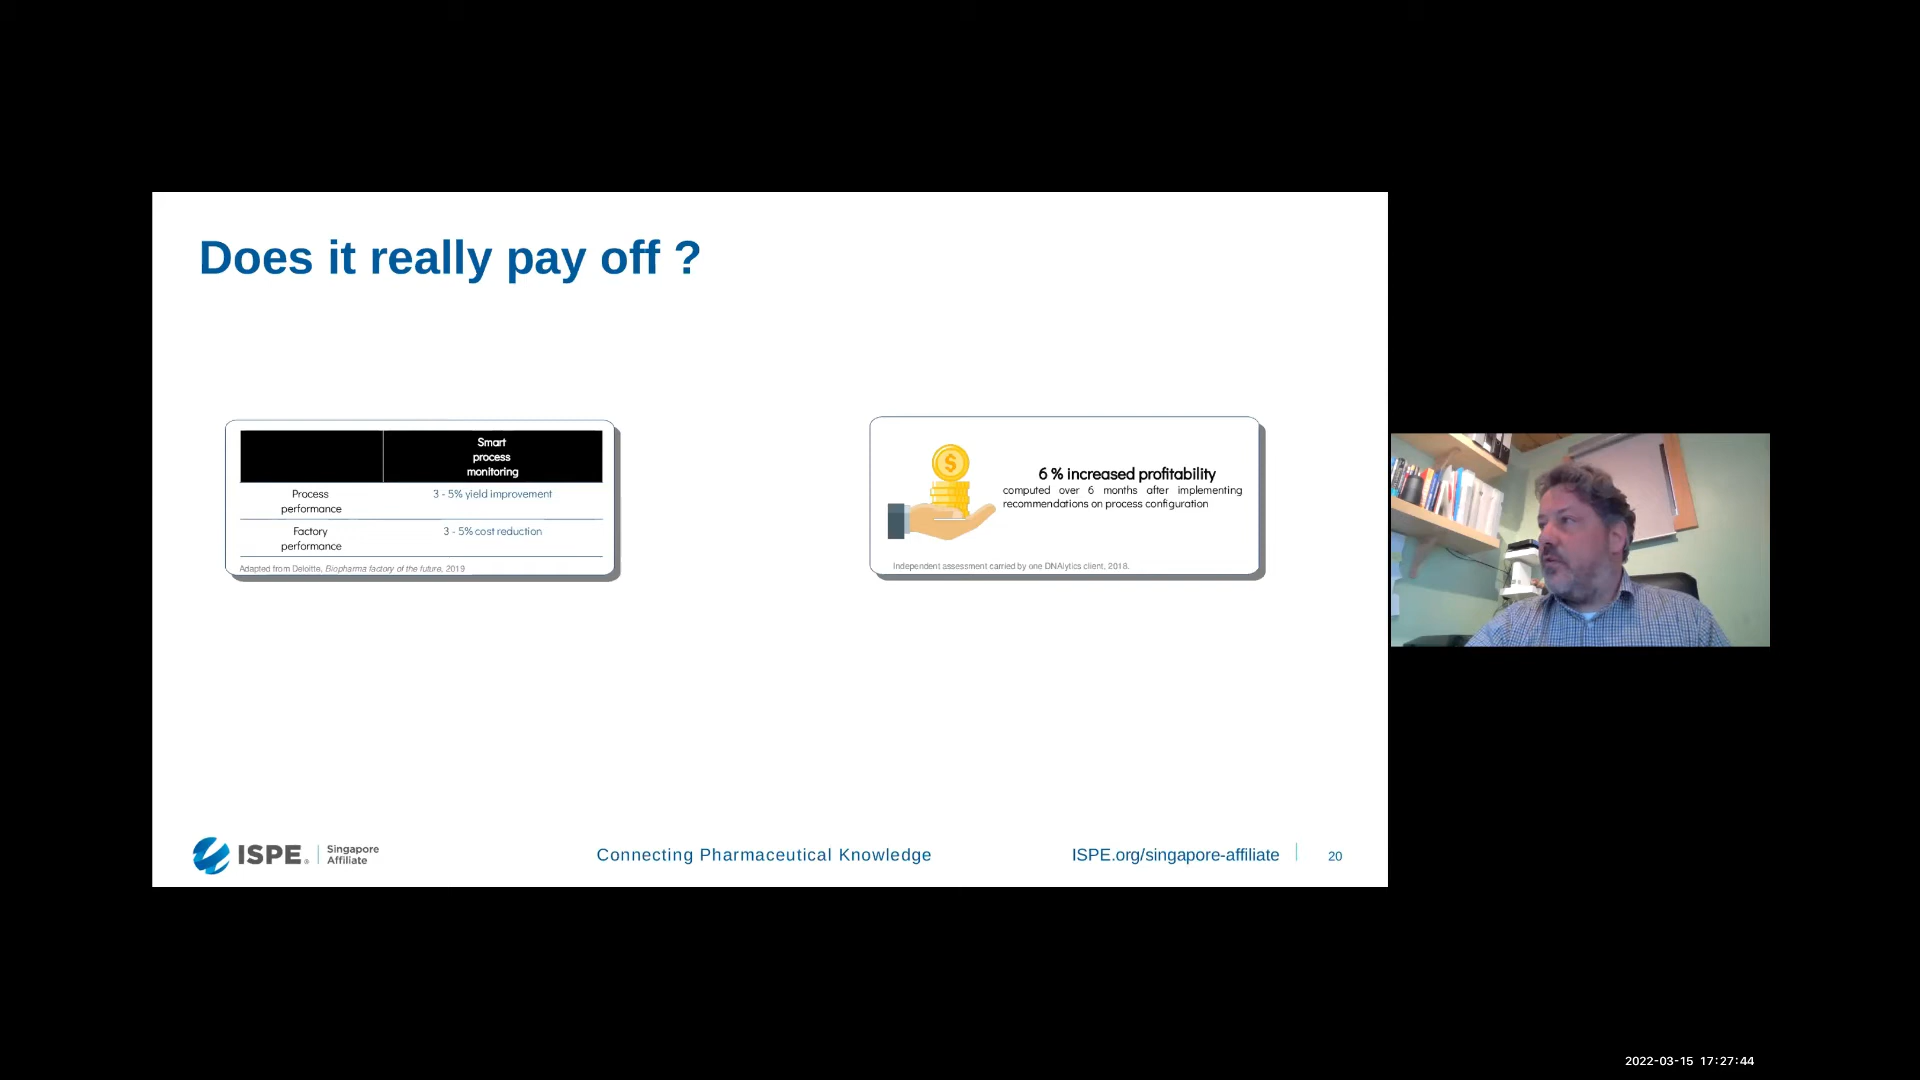 Does it really pay off ?
Smart
process
monitoring
Process
performance
3 - 5% yield improvement
Factory
performance
3 - 5% cost reduction
Adapted from Deloitte, Biopharma factory of the future, 2019
$
6 % increased profitability
computed over 6 months after implementing
recommendations on process configuration
Independent assessment carried by one DNAlytics client, 2018.
ISPE®
Singapore
Affiliate
Connecting Pharmaceutical Knowledge
ISPE.org/singapore-affiliate
20
2022-03-15 17:27:44